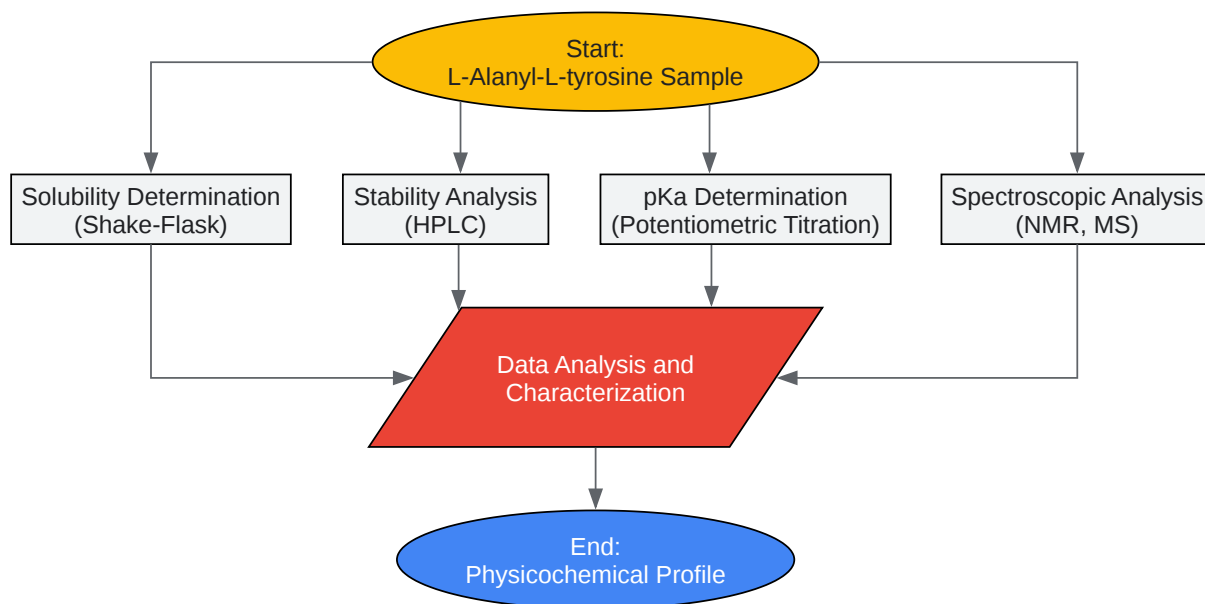 Start:
L-Alanyl-L-tyrosine Sample
Solubility Determination
(Shake-Flask)
Stability Analysis
(HPLC)
pKa Determination
(Potentiometric Titration)
Spectroscopic Analysis
(NMR, MS)
Data Analysis and
Characterization
End:
Physicochemical Profile